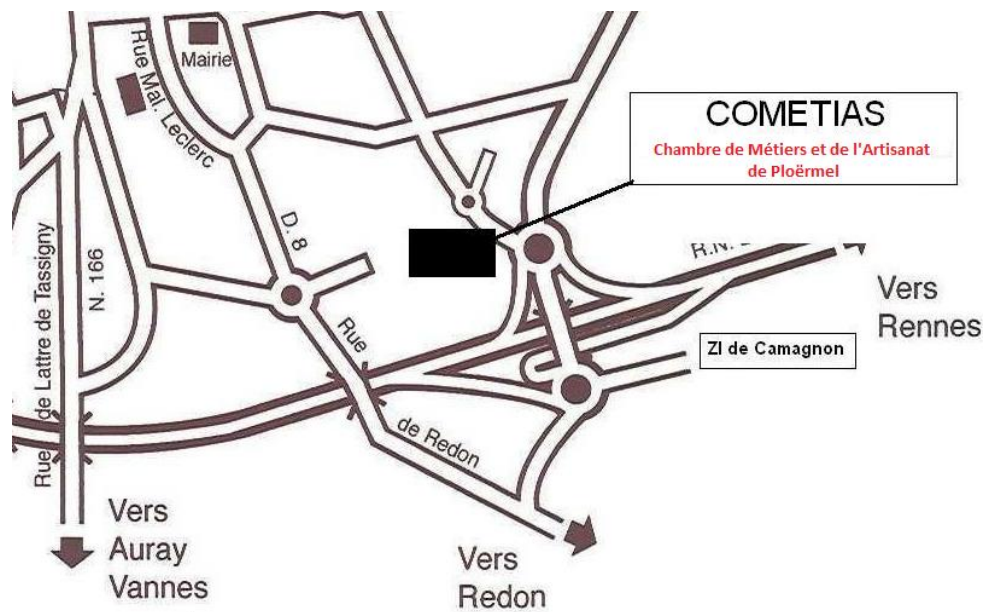 Mairie
Rue Mal. Leclerc
COMETIAS
Chambre de Métiers et de l'Artisanat
de Ploërmel
D. 8
R.N.
Vers
Rennes
N. 166
Rue de Lattre de Tassigny
Rue
de Redon
ZI de Camagnon
Vers
Auray
Vannes
Vers
Redon